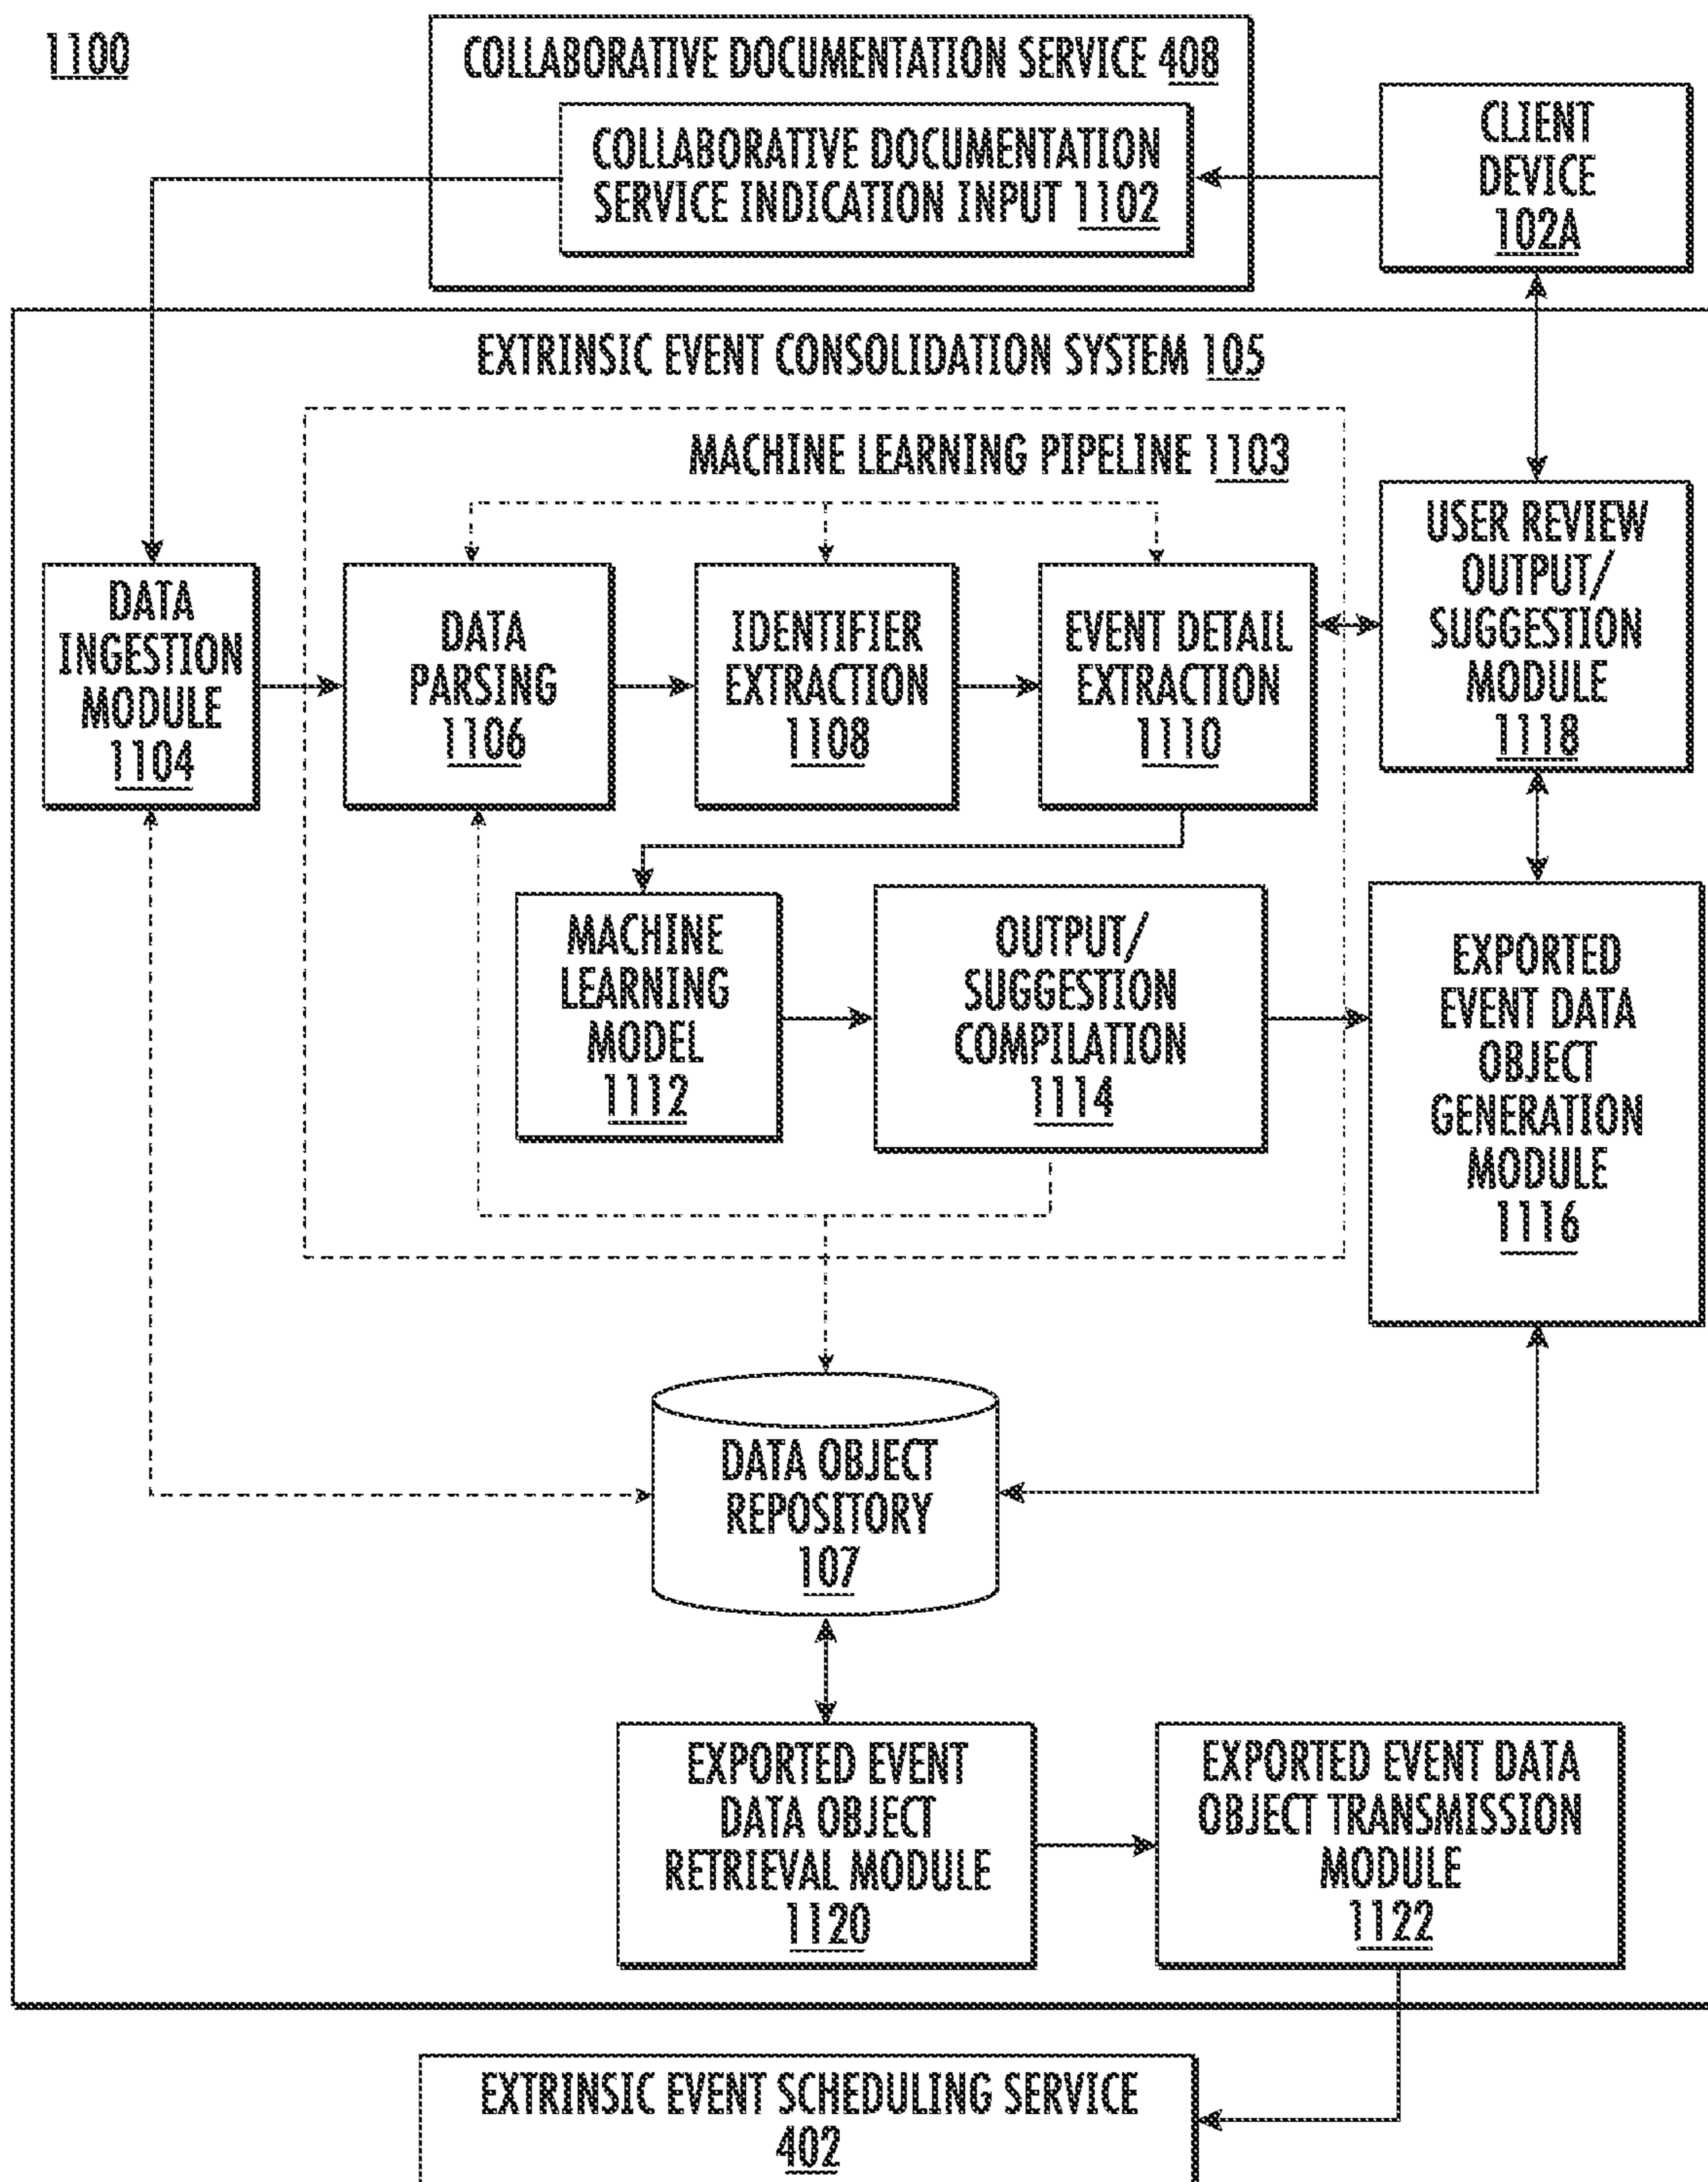 1100
COLLABORATIVE DOCUMENTATION SERVICE 408
COLLABORATIVE DOCUMENTATION
SERVICE INDICATION INPUT 1102
CLIENT
DEVICE
102A
EXTRINSIC EVENT CONSOLIDATION SYSTEM 105
MACHINE LEARNING PIPELINE 1103
DATA
INGESTION
MODULE
1104
DATA
PARSING
1106
IDENTIFIER
EXTRACTION
1108
EVENT DETAIL
EXTRACTION
1110
USER REVIEW
OUTPUT/
SUGGESTION
MODULE
1118
MACHINE
LEARNING
MODEL
1112
OUTPUT/
SUGGESTION
COMPILATION
1114
EXPORTED
EVENT DATA
OBJECT
GENERATION
MODULE
1116
DATA OBJECT
REPOSITORY
107
EXPORTED EVENT
DATA OBJECT
RETRIEVAL MODULE
1120
EXPORTED EVENT DATA
OBJECT TRANSMISSION
MODULE
1122
EXTRINSIC EVENT SCHEDULING SERVICE
402